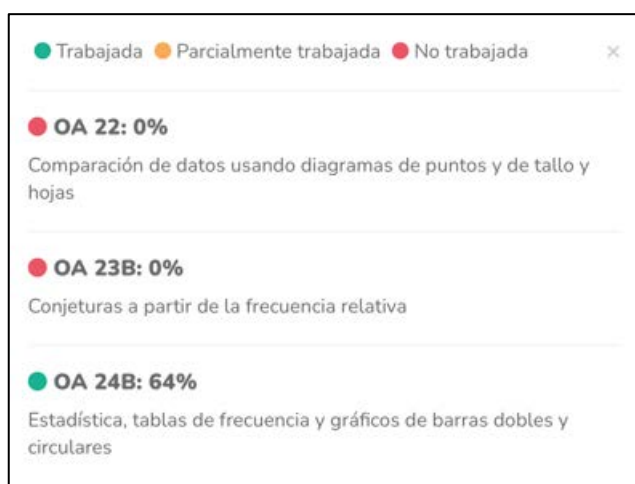 Trabajada Parcialmente trabajada No trabajada ×
OA 22: 0%
Comparación de datos usando diagramas de puntos y de tallo y
hojas
OA 23B: 0%
Conjeturas a partir de la frecuencia relativa
OA 24B: 64%
Estadística, tablas de frecuencia y gráficos de barras dobles y
circulares